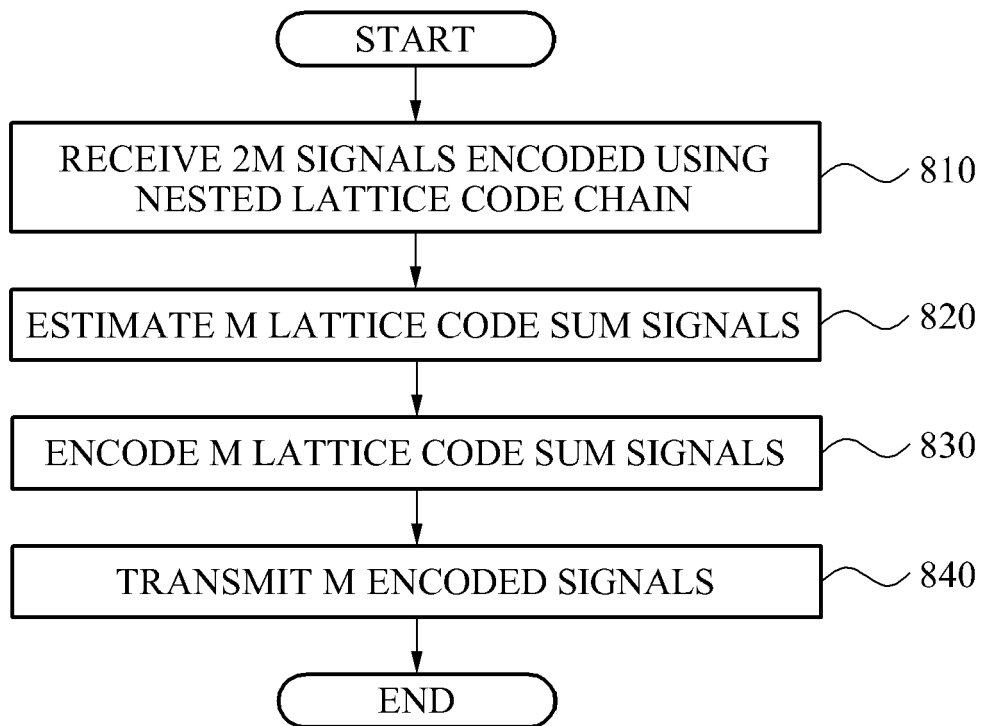 START
RECEIVE 2M SIGNALS ENCODED USING
NESTED LATTICE CODE CHAIN
810
ESTIMATE M LATTICE CODE SUM SIGNALS
820
ENCODE M LATTICE CODE SUM SIGNALS
830
TRANSMIT M ENCODED SIGNALS
840
END